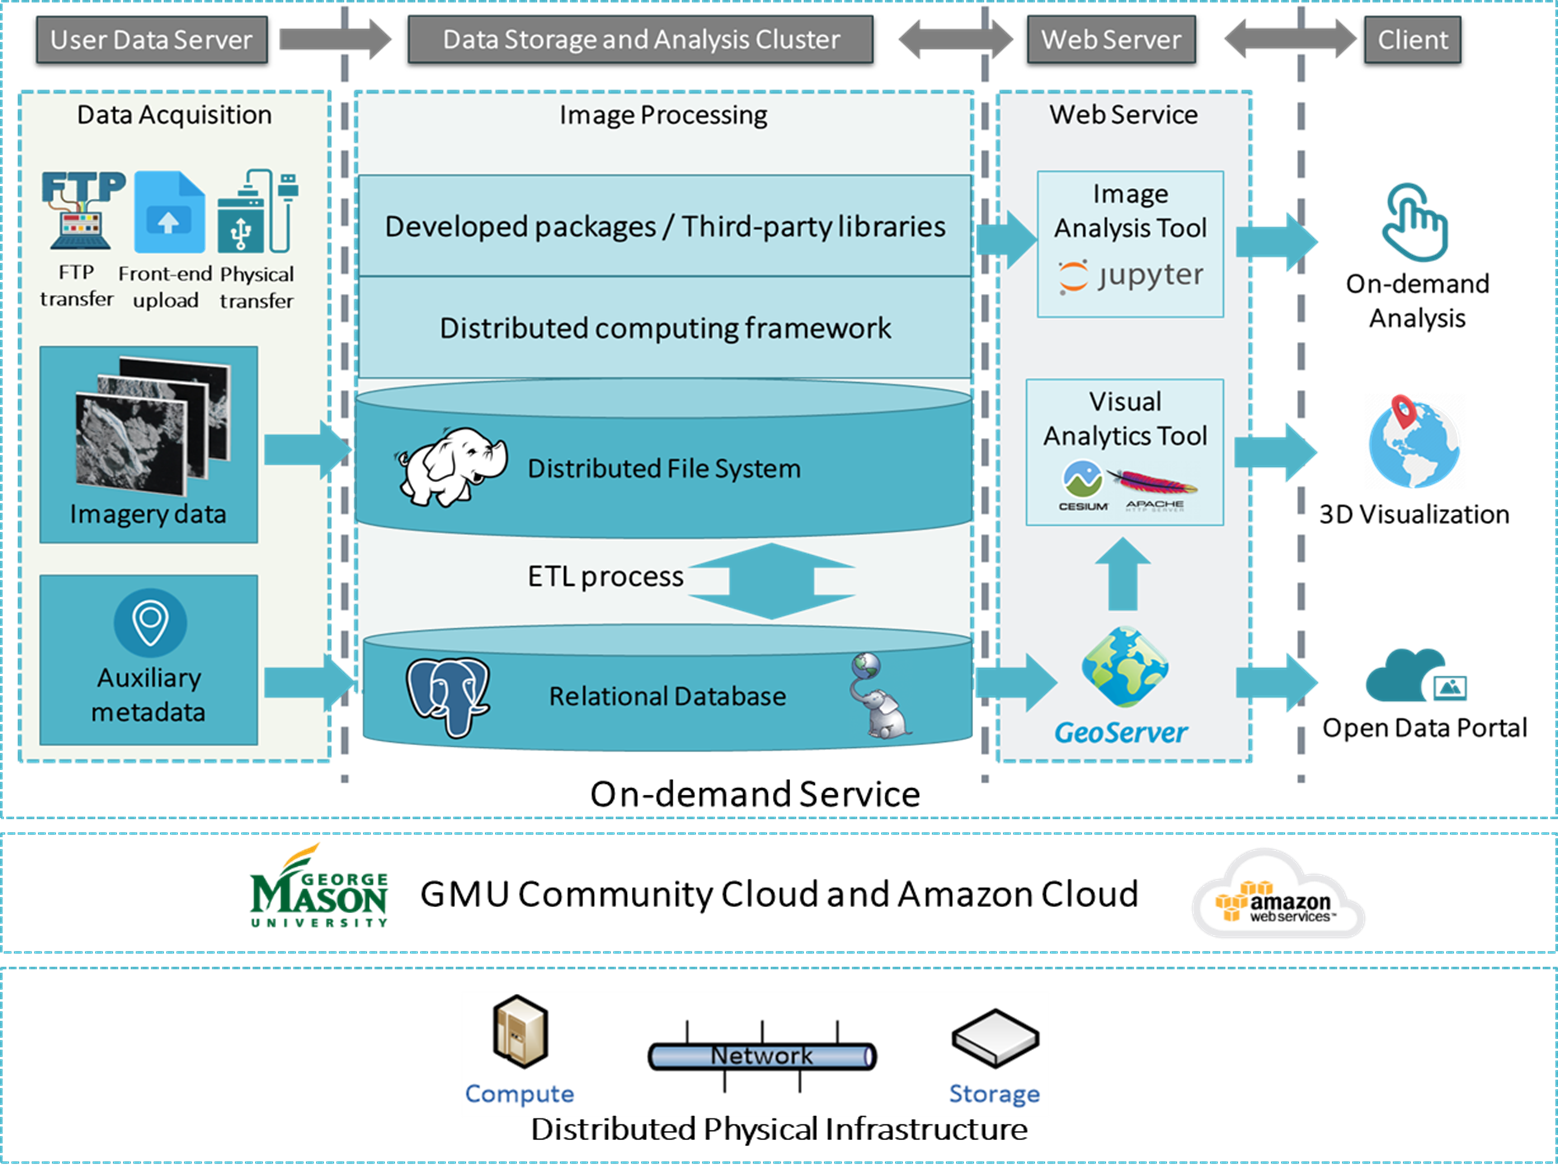 User Data Server
Data Storage and Analysis Cluster
Web Server
Client
Data Acquisition
FTP
FTP
transfer
Front-end
upload
Physical
transfer
Imagery data
Auxiliary
metadata
Image Processing
Developed packages / Third-party libraries
Distributed computing framework
Distributed File System
ETL process
Relational Database
Web Service
Image
Analysis Tool
Jupyter
Visual
Analytics Tool
CESIUM
APACHE
HTTP SERVER
GeoServer
On-demand
Analysis
3D Visualization
Open Data Portal
On-demand Service
GEORGE
MASON
UNIVERSITY
GMU Community Cloud and Amazon Cloud
amazon
web services™
Compute
Network
Storage
Distributed Physical Infrastructure